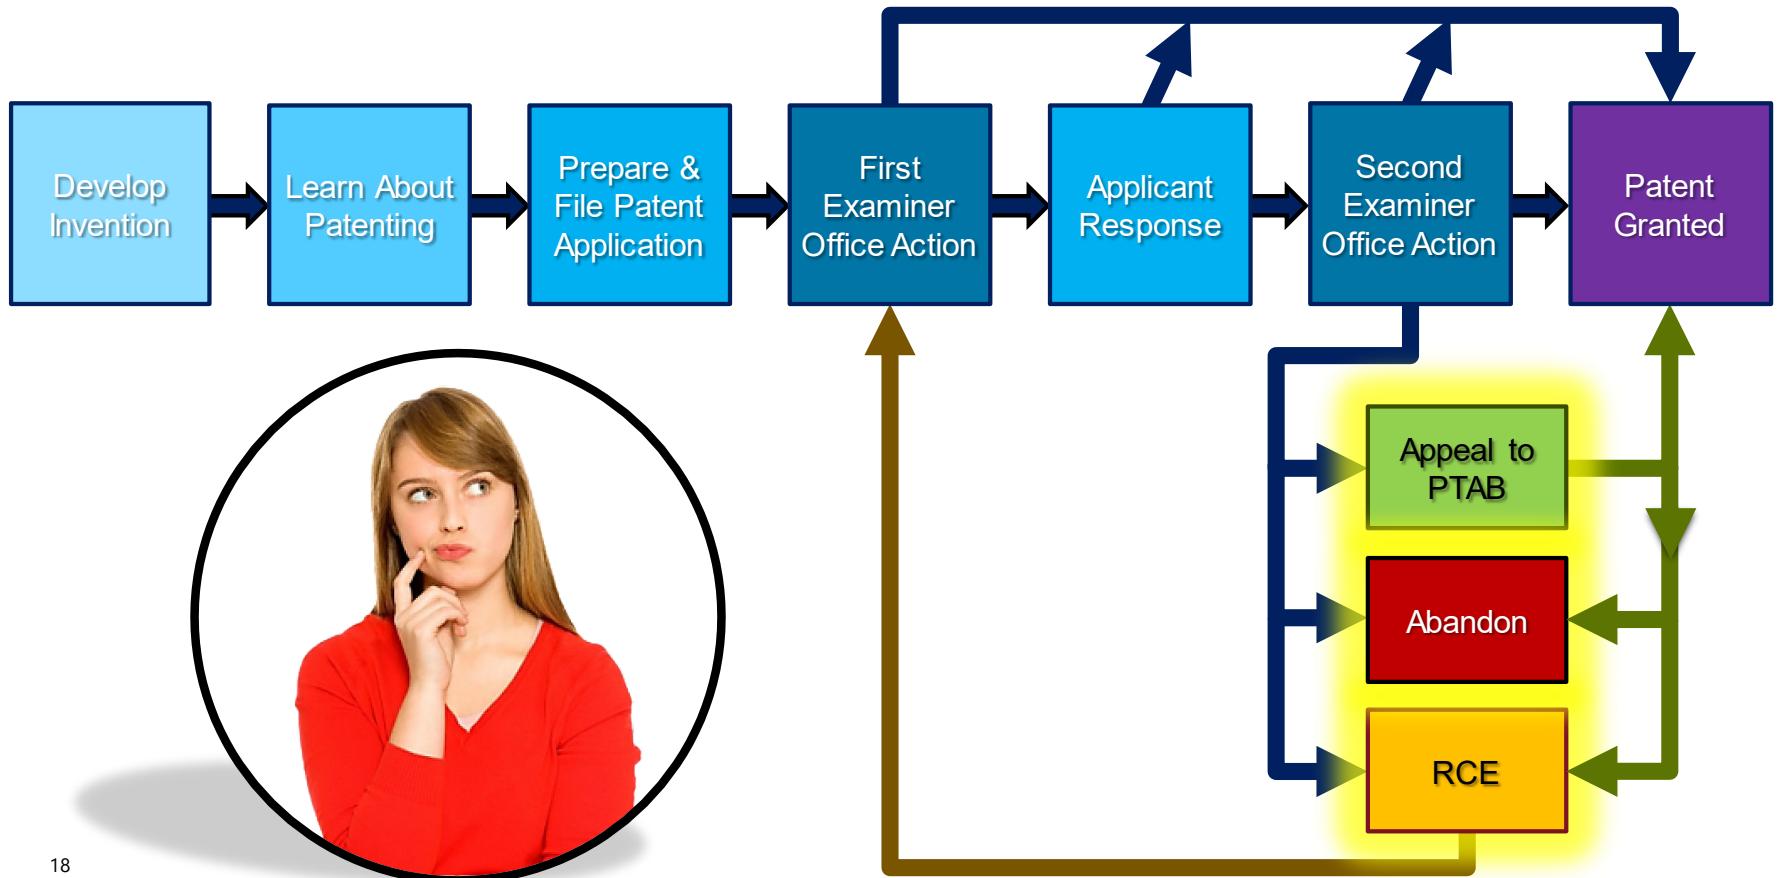 Develop
Invention
Learn About
Patenting
Prepare &
File Patent
Application
First
Examiner
Office Action
Applicant
Response
Second
Examiner
Office Action
Patent
Granted
Appeal to
PTAB
Abandon
RCE
18